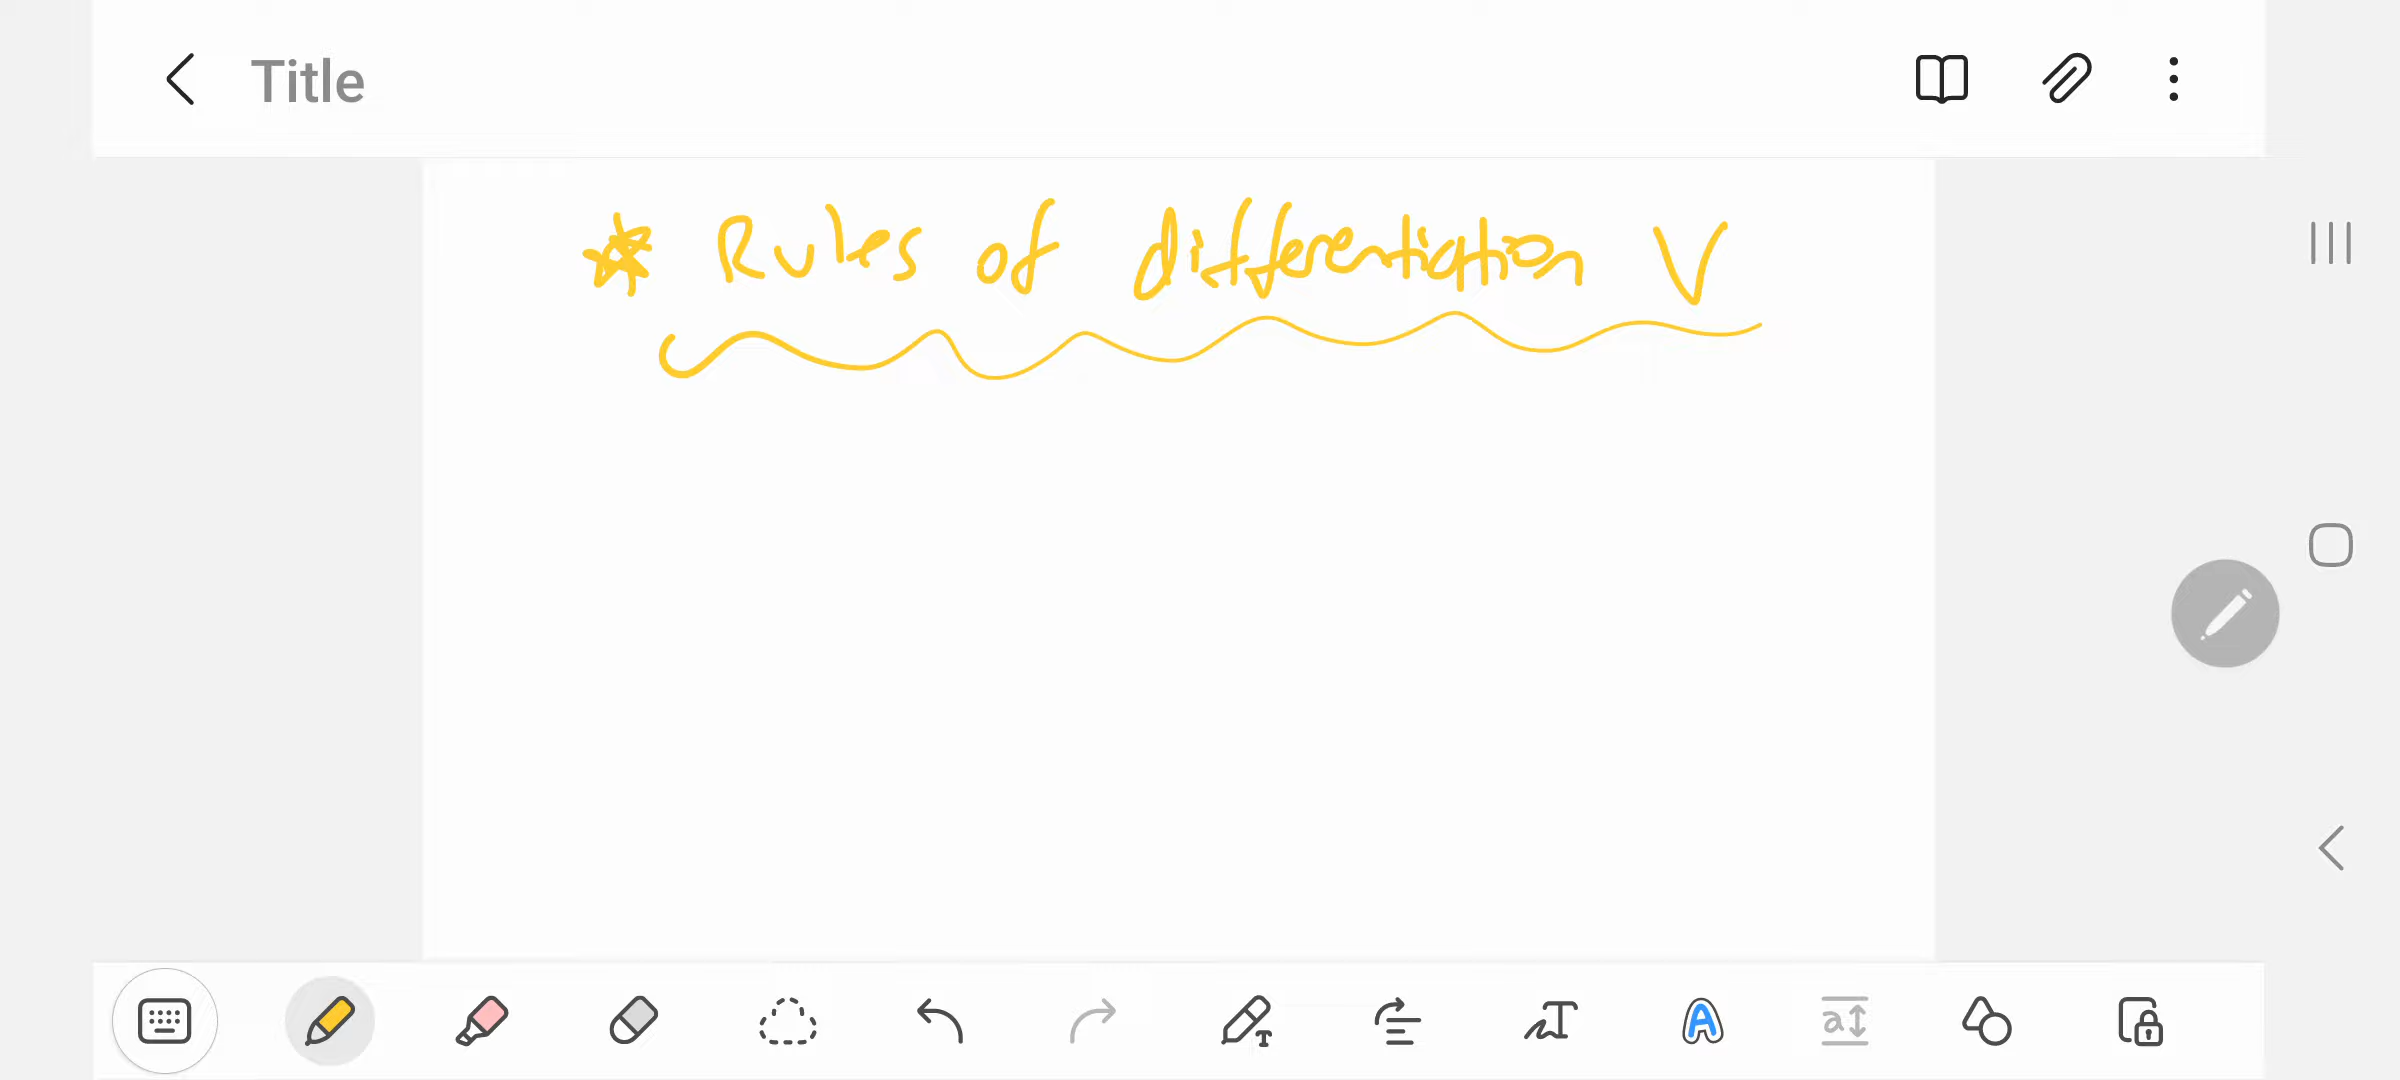 Title
* Rules of differentiation V